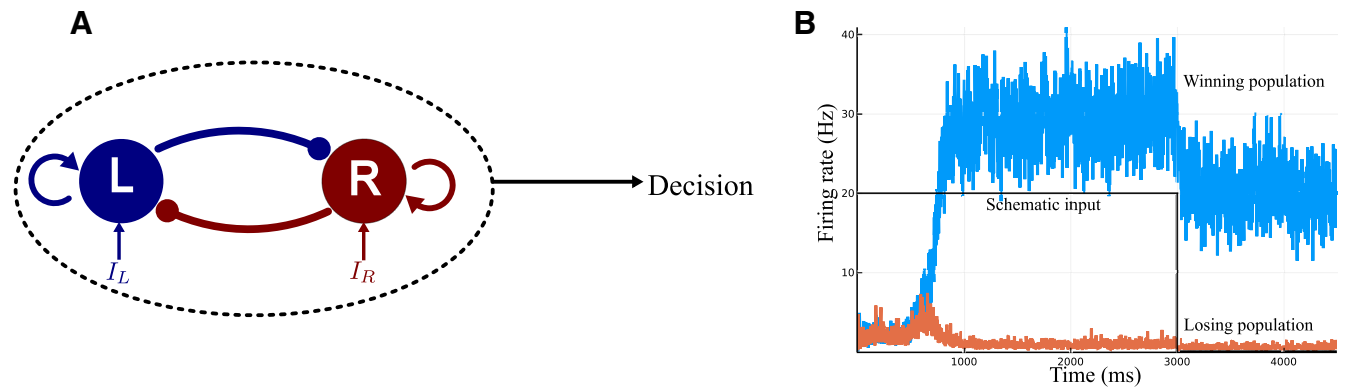 A
L
R
I_L
I_R
Decision
B
Firing rate (Hz)
40
30
20
10
Winning population
Schematic input
Losing population
1000
2000
3000
4000
Time (ms)